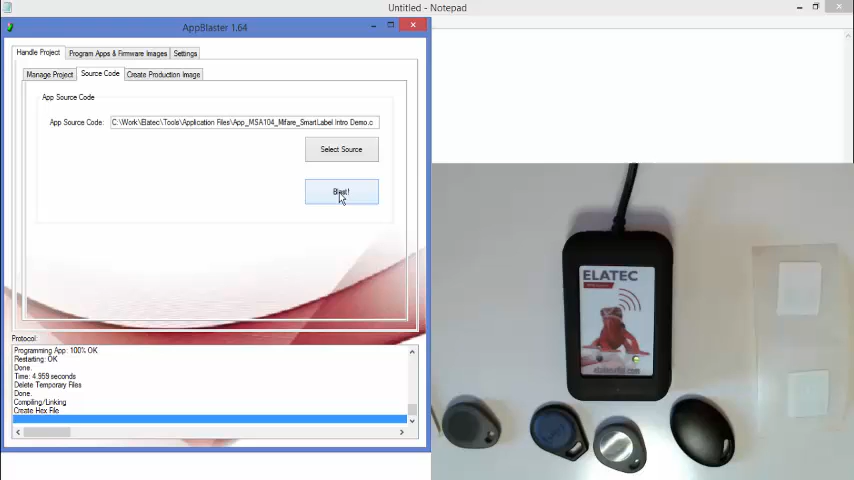 Untitled - Notepad
AppBlaster 1.64
Handle Project
Program Apps & Firmware Images
Settings
Manage Project
Source Code
Create Production Image
App Source Code
App Source Code:
C:\Work\Elatec\Tools\Application Files\App_MSA104_Mifare_SmartLabel Intro Demo.c
Select Source
Blast!
Protocol:
Programming App: 100% OK
Restarting: OK
Done.
Time: 4.959 seconds
Delete Temporary Files
Done.
Compiling/Linking
Create Hex File
ELATEC